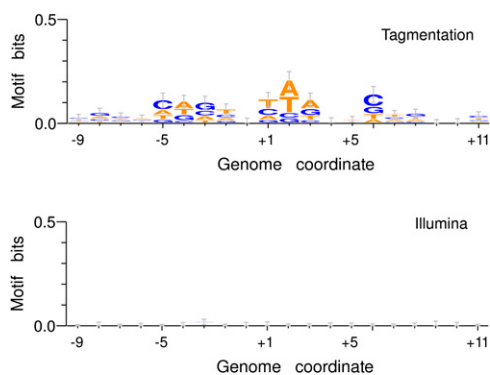 0.5
Tagmentation
Motif bits
0.0
-9 -5 +1 +5 +11
Genome coordinate
0.5
Illumina
Motif bits
0.0
-9 -5 +1 +5 +11
Genome coordinate